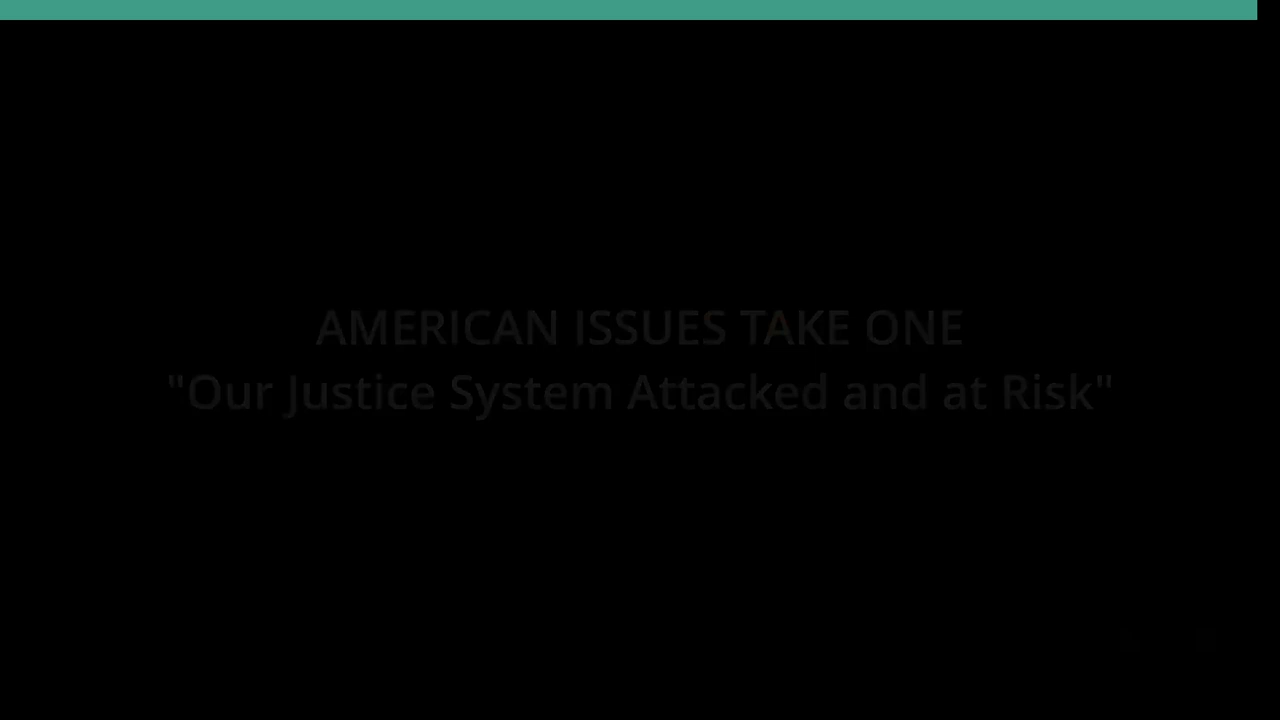 AMERICAN ISSUES TAKE ONE
"Our Justice System Attacked and at Risk"